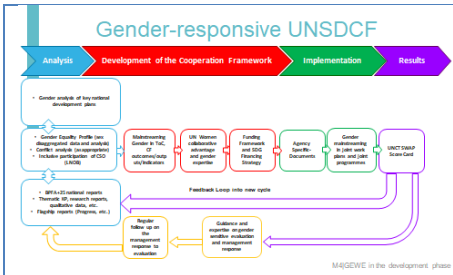 Gender-responsive UNSDCF
Analysis
Development of the Cooperation Framework
Implementation
Results
• Gender analysis of key national
development plans
• Gender Equality Profile (sex
disaggregated data and analysis)
• Conflict analysis (as appropriate)
• Inclusive participation of CSO
(LNOB)
• BPFA+25 national reports
• Thematic KP, research reports,
qualitative data, etc.
• Flagship reports (Progress, etc.)
Mainstreaming
Gender in ToC,
CF
outcomes/outp
uts/indicators
UN Women
collaborative
advantage
and gender
expertise
Funding
Framework
and SDG
Financing
Strategy
Agency
Specific-
Documents
Gender
mainstreaming
in joint work
plans and joint
programmes
UNCT SWAP
Score Card
Feedback Loop into new cycle
Regular
follow up on
the
management
response to
evaluation
Guidance and
expertise on gender
sensitive evaluation
and management
response
M4|GEWE in the development phase